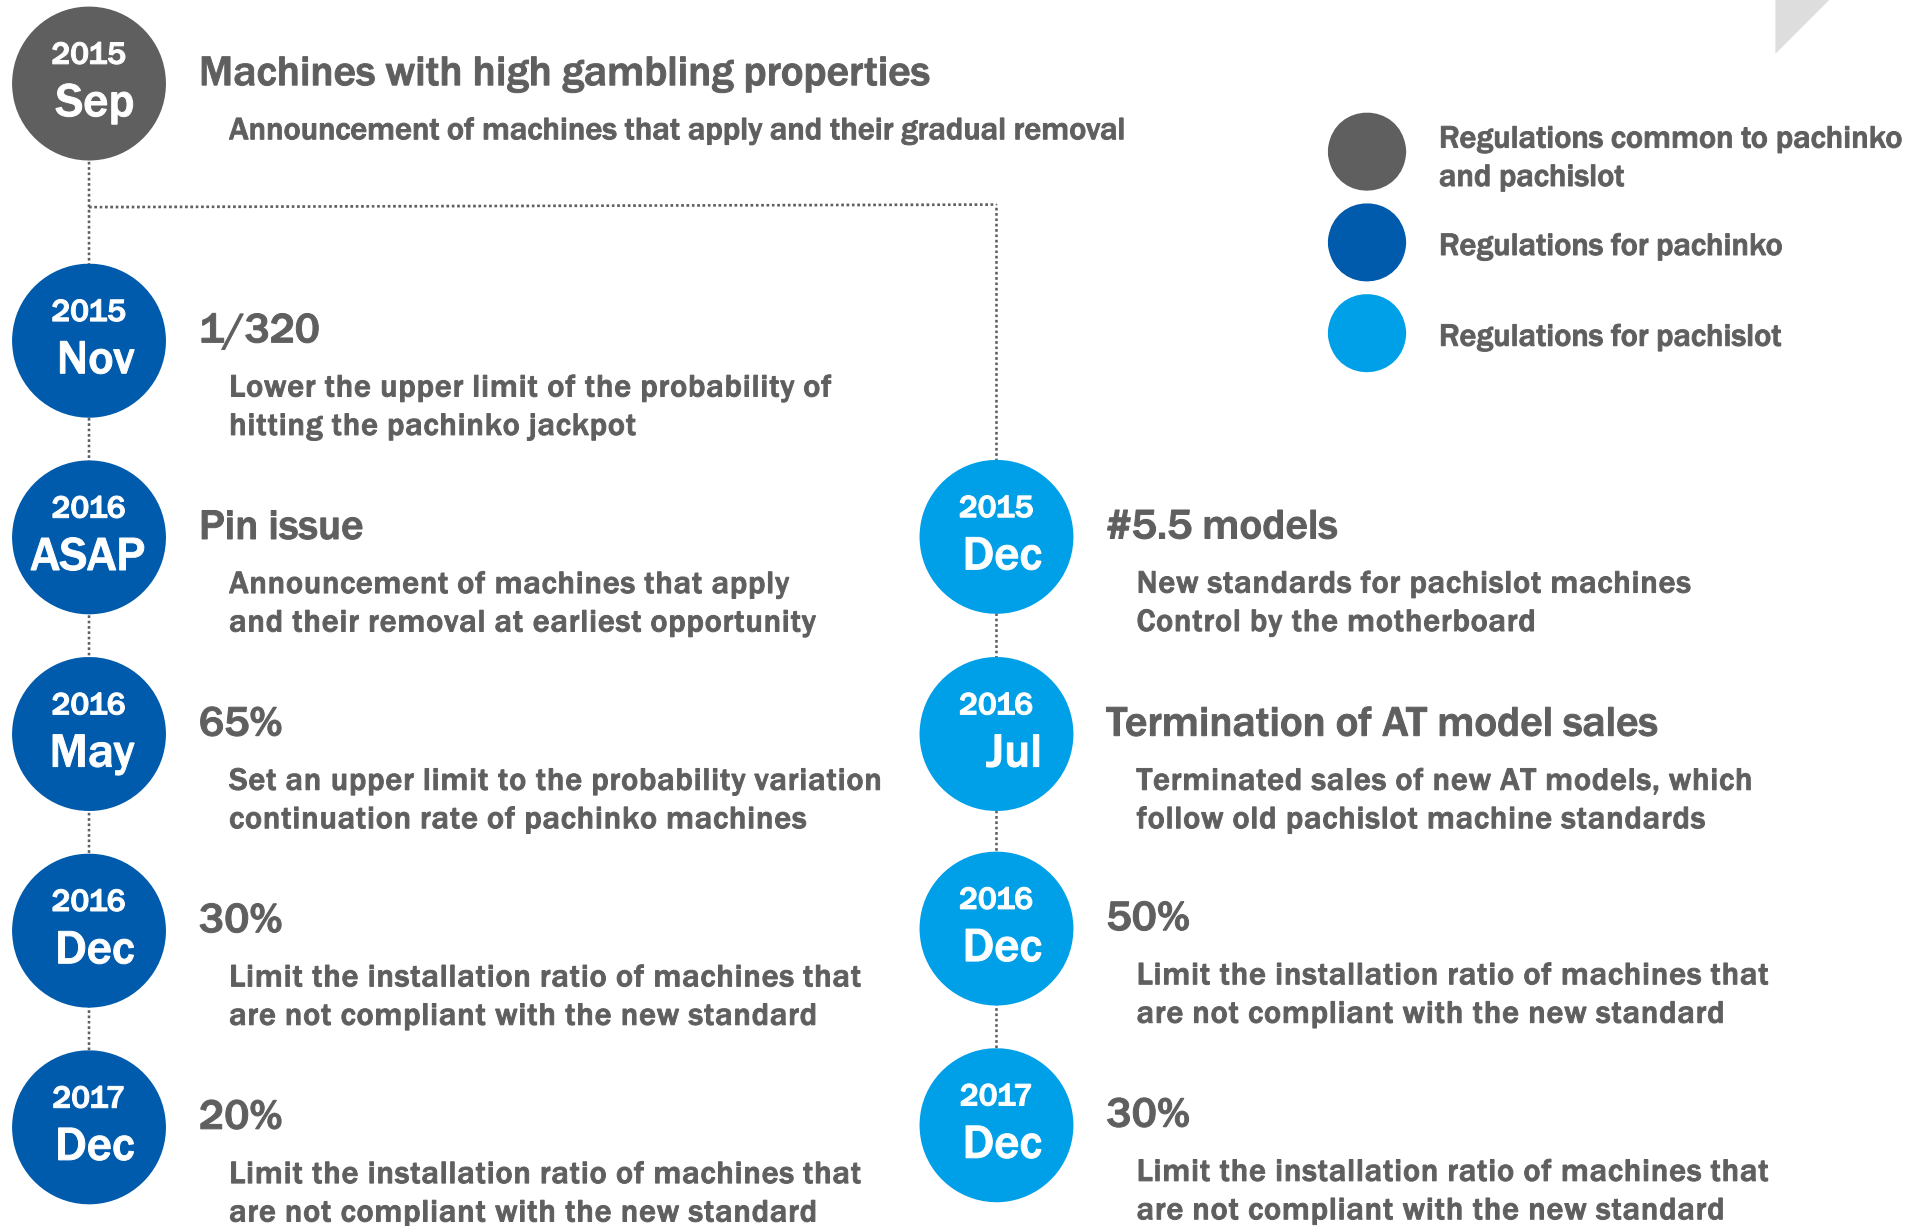 2015
Sep
Machines with high gambling properties
Announcement of machines that apply and their gradual removal
Regulations common to pachinko
and pachislot
Regulations for pachinko
Regulations for pachislot
2015
Nov
1/320
Lower the upper limit of the probability of
hitting the pachinko jackpot
2016
ASAP
Pin issue
Announcement of machines that apply
and their removal at earliest opportunity
2016
May
65%
Set an upper limit to the probability variation
continuation rate of pachinko machines
2016
Dec
30%
Limit the installation ratio of machines that
are not compliant with the new standard
2017
Dec
20%
Limit the installation ratio of machines that
are not compliant with the new standard
2015
Dec
#5.5 models
New standards for pachislot machines
Control by the motherboard
2016
Jul
Termination of AT model sales
Terminated sales of new AT models, which
follow old pachislot machine standards
2016
Dec
50%
Limit the installation ratio of machines that
are not compliant with the new standard
2017
Dec
30%
Limit the installation ratio of machines that
are not compliant with the new standard